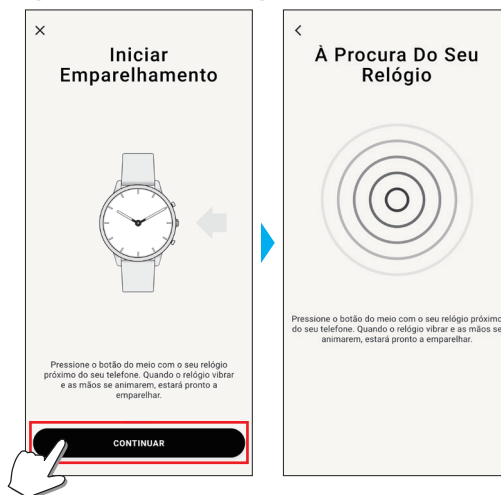 Iniciar
Emparelhamento
Pressione o botão do meio com o seu relógio
próximo do seu telefone. Quando o relógio vibrar
e as mãos se animarem, estará pronto a
emparelhar.
CONTINUAR
À Procura Do Seu
Relógio
Pressione o botão do meio com o seu relógio próximo
do seu telefone. Quando o relógio vibrar e as mãos se
animarem, estará pronto a emparelhar.